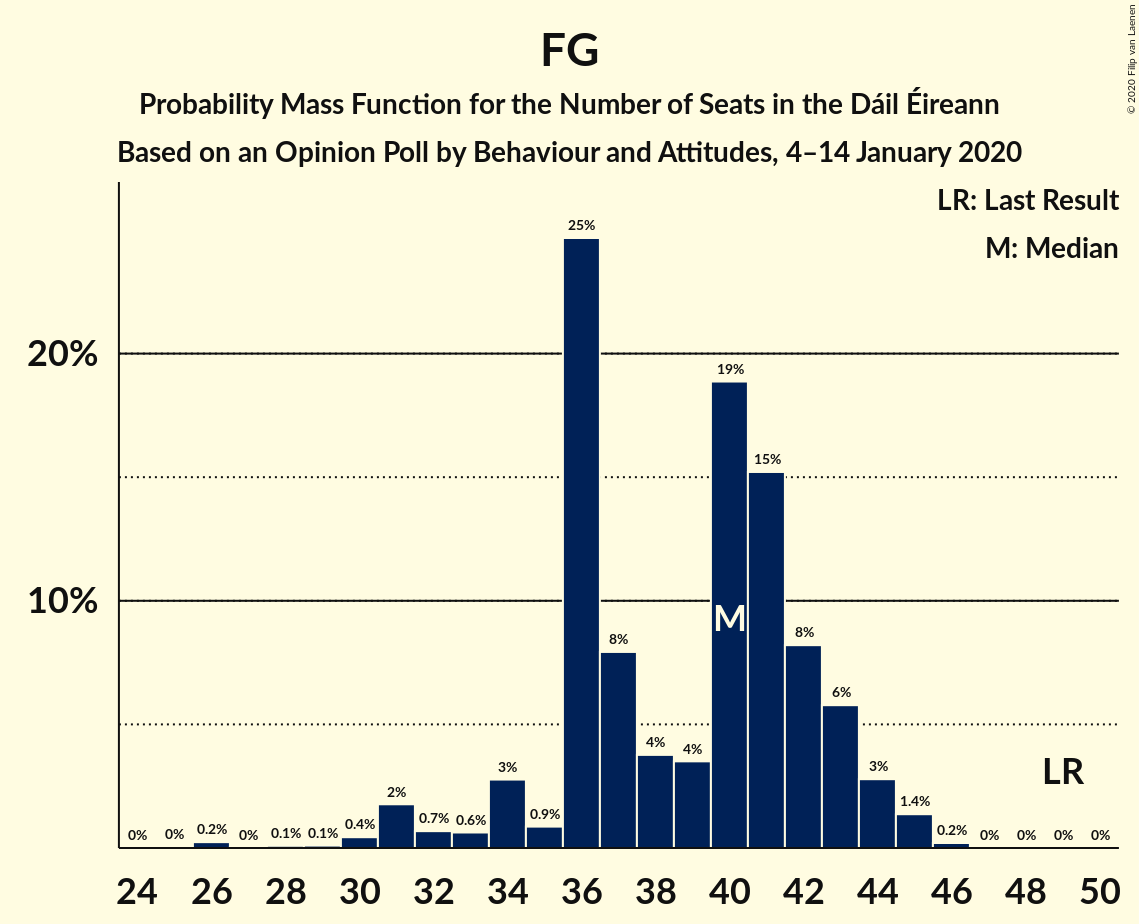 FG
Probability Mass Function for the Number of Seats in the Dáil Éireann
Based on an Opinion Poll by Behaviour and Attitudes, 4–14 January 2020
© 2020 Filip van Laenen
LR: Last Result
M: Median
20%
10%
0% 0% 0.2% 0% 0.1% 0.1% 0.4% 2% 0.7% 0.6% 3% 0.9% 25% 8% 4% 4% 19% 15% 8% 6% 3% 1.4% 0.2% 0% 0% 0% 0%
M
LR
24 26 28 30 32 34 36 38 40 42 44 46 48 50